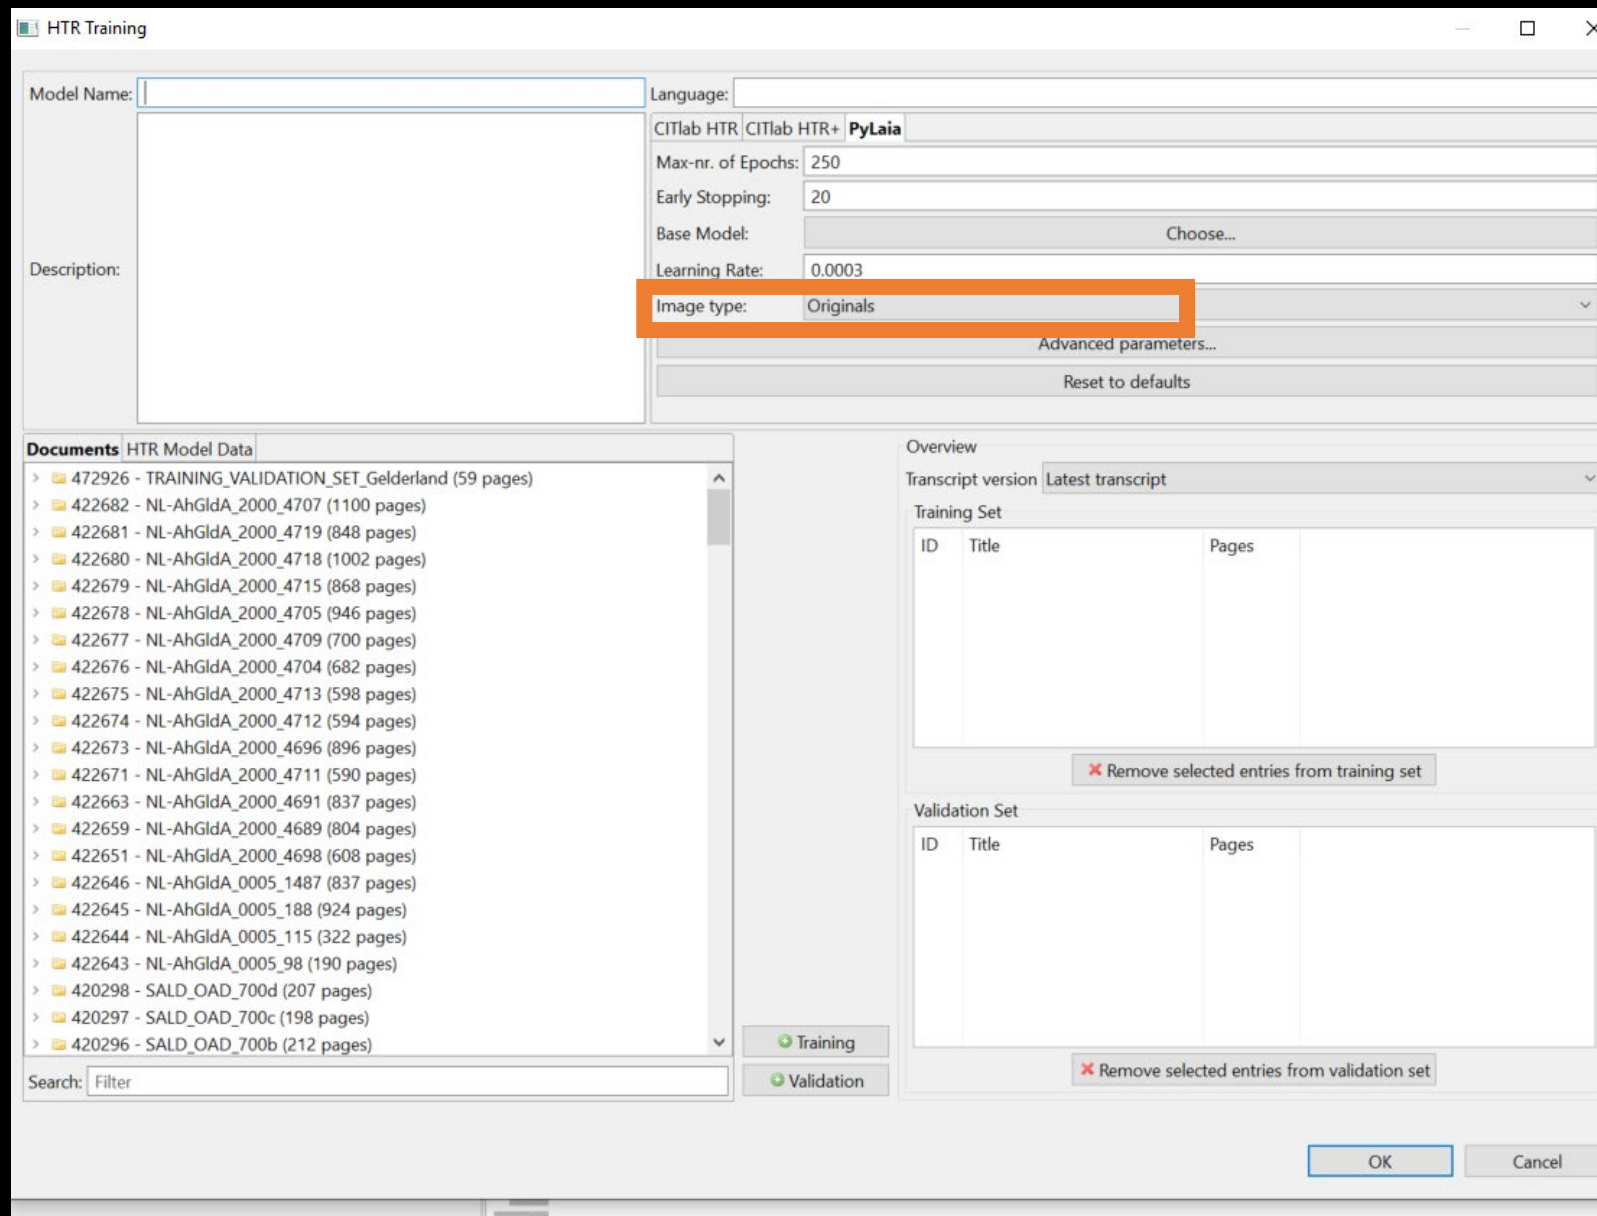 HTR Training
Model Name:
Language:
CITlab HTR CITlab HTR+ PyLaia
Max-nr. of Epochs: 250
Early Stopping: 20
Base Model: Choose...
Description:
Learning Rate: 0.0003
Image type: Originals
Advanced parameters...
Reset to defaults
Documents HTR Model Data
472926 - TRAINING_VALIDATION_SET_Gelderland (59 pages)
422682 - NL-AhGldA_2000_4707 (1100 pages)
422681 - NL-AhGldA_2000_4719 (848 pages)
422680 - NL-AhGldA_2000_4718 (1002 pages)
422679 - NL-AhGldA_2000_4715 (868 pages)
422678 - NL-AhGldA_2000_4705 (946 pages)
422677 - NL-AhGldA_2000_4709 (700 pages)
422676 - NL-AhGldA_2000_4704 (682 pages)
422675 - NL-AhGldA_2000_4713 (598 pages)
422674 - NL-AhGldA_2000_4712 (594 pages)
422673 - NL-AhGldA_2000_4696 (896 pages)
422671 - NL-AhGldA_2000_4711 (590 pages)
422663 - NL-AhGldA_2000_4691 (837 pages)
422659 - NL-AhGldA_2000_4689 (804 pages)
422651 - NL-AhGldA_2000_4698 (608 pages)
422646 - NL-AhGldA_0005_1487 (837 pages)
422645 - NL-AhGldA_0005_188 (924 pages)
422644 - NL-AhGldA_0005_115 (322 pages)
422643 - NL-AhGldA_0005_98 (190 pages)
420298 - SALD_OAD_700d (207 pages)
420297 - SALD_OAD_700c (198 pages)
420296 - SALD_OAD_700b (212 pages)
Search: Filter
Training
Validation
Overview
Transcript version Latest transcript
Training Set
ID Title Pages
Remove selected entries from training set
Validation Set
ID Title Pages
Remove selected entries from validation set
OK Cancel